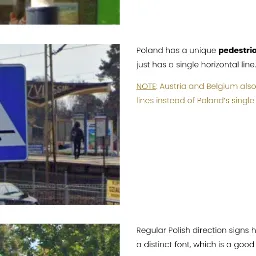 Poland has a unique pedestri
just has a single horizontal line.
NOTE: Austria and Belgium also
lines instead of Poland's single
Regular Polish direction signs h
a distinct font, which is a good